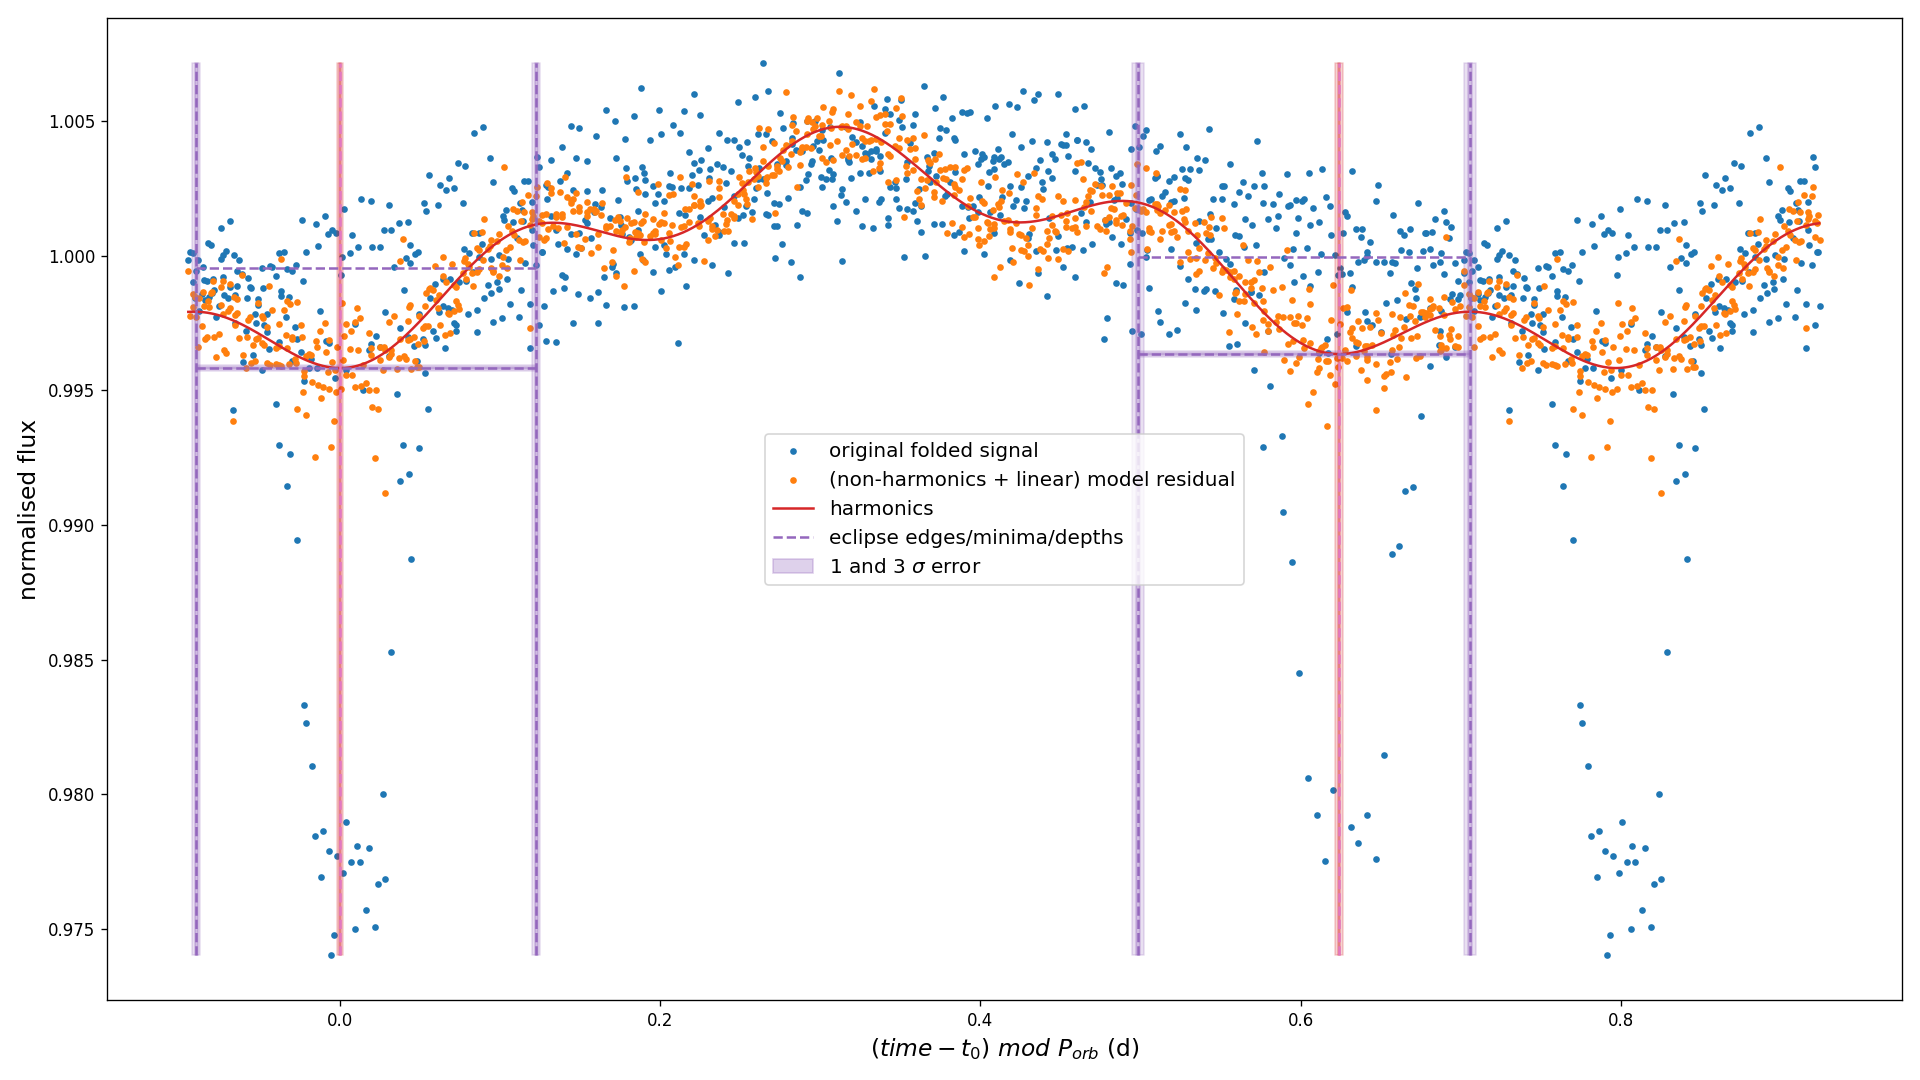 1.005
1.000
0.995
0.990
0.985
0.980
0.975
normalised flux
original folded signal
(non-harmonics + linear) model residual
harmonics
eclipse edges/minima/depths
1 and 3 σ error
0.0 0.2 0.4 0.6 0.8
(time − t₀) mod P_orb (d)